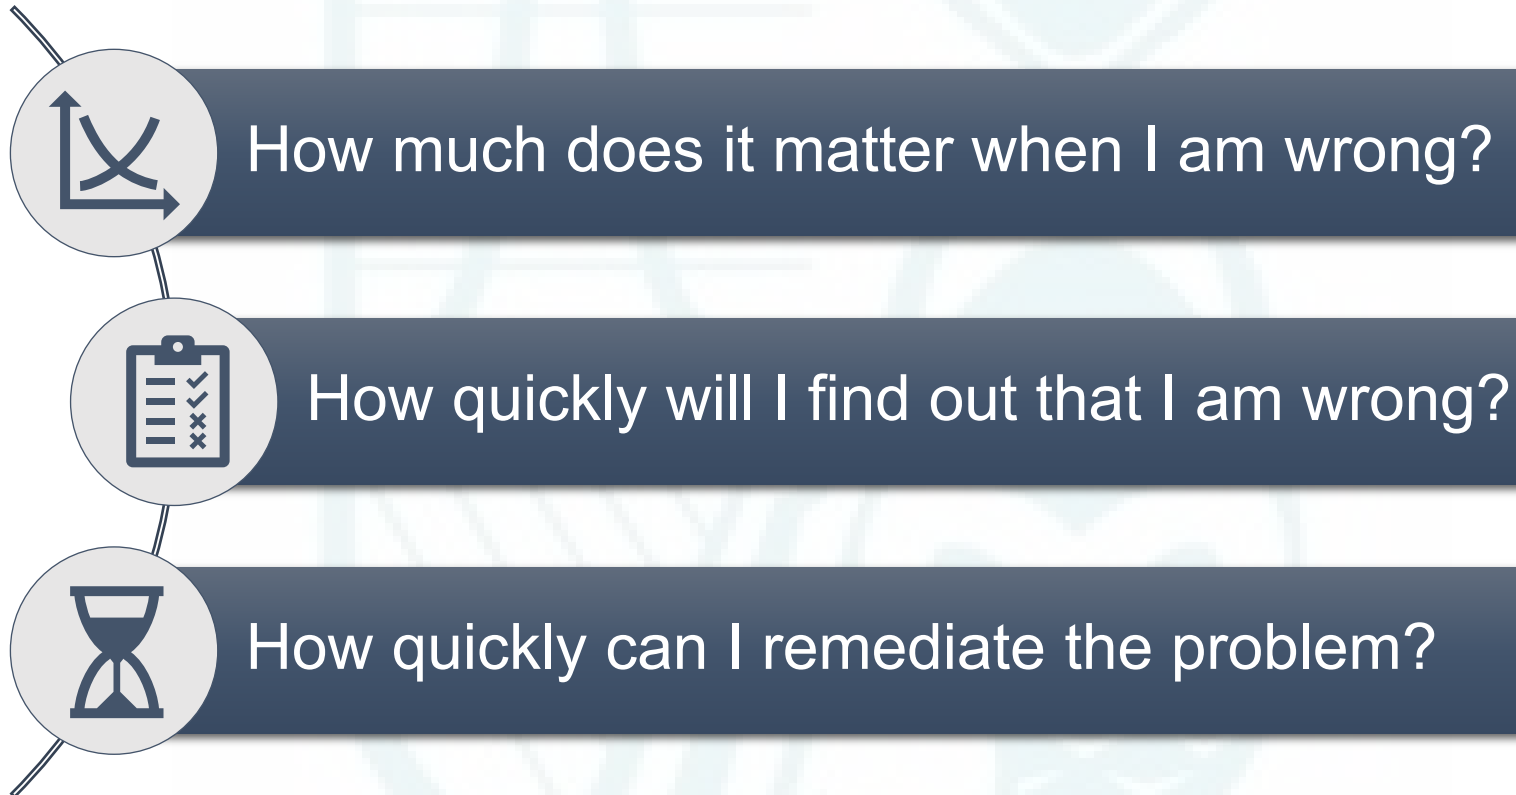 How much does it matter when I am wrong?
How quickly will I find out that I am wrong?
How quickly can I remediate the problem?